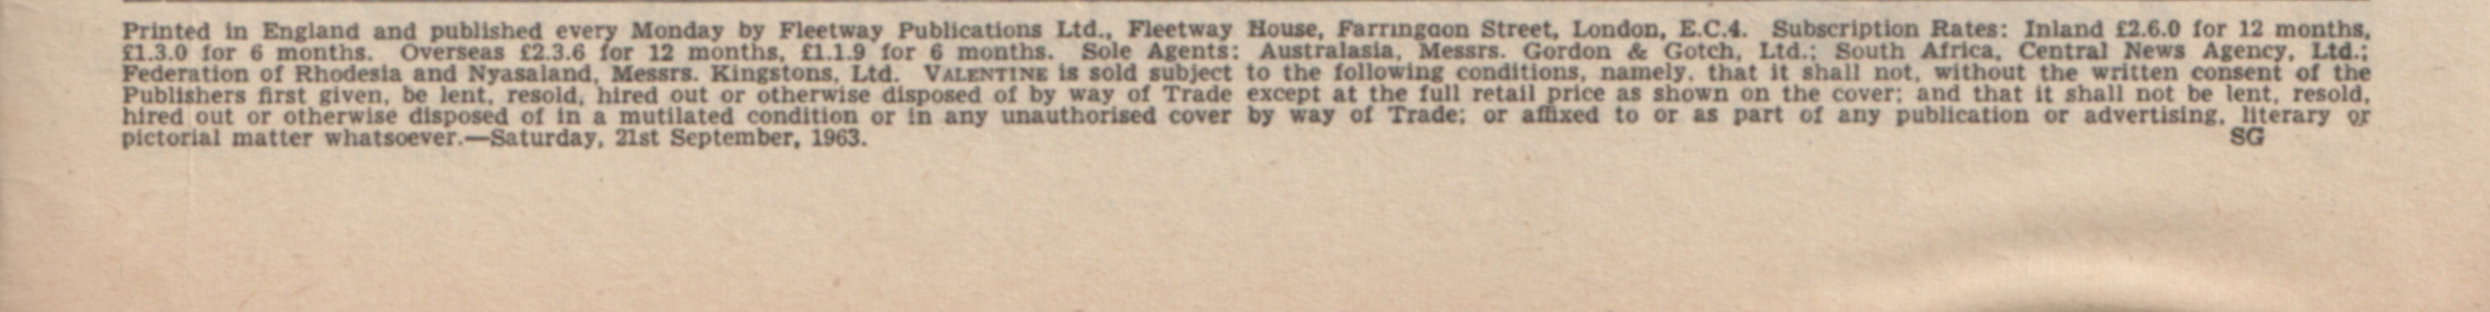 Printed in England and published every Monday by Fleetway Publications Ltd., Fleetway House, Farringdon Street, London, E.C.4. Subscription Rates: Inland £2.6.0 for 12 months,
£1.3.0 for 6 months. Overseas £2.3.6 for 12 months, £1.1.9 for 6 months. Sole Agents: Australasia, Messrs. Gordon & Gotch, Ltd.; South Africa, Central News Agency, Ltd.;
Federation of Rhodesia and Nyasaland, Messrs. Kingstons, Ltd. VALENTINE is sold subject to the following conditions, namely, that it shall not, without the written consent of the
Publishers first given, be lent, resold, hired out or otherwise disposed of by way of Trade except at the full retail price as shown on the cover; and that it shall not be lent, resold,
hired out or otherwise disposed of in a mutilated condition or in any unauthorised cover by way of Trade; or affixed to or as part of any publication or advertising, literary or
pictorial matter whatsoever.—Saturday, 21st September, 1963. SG